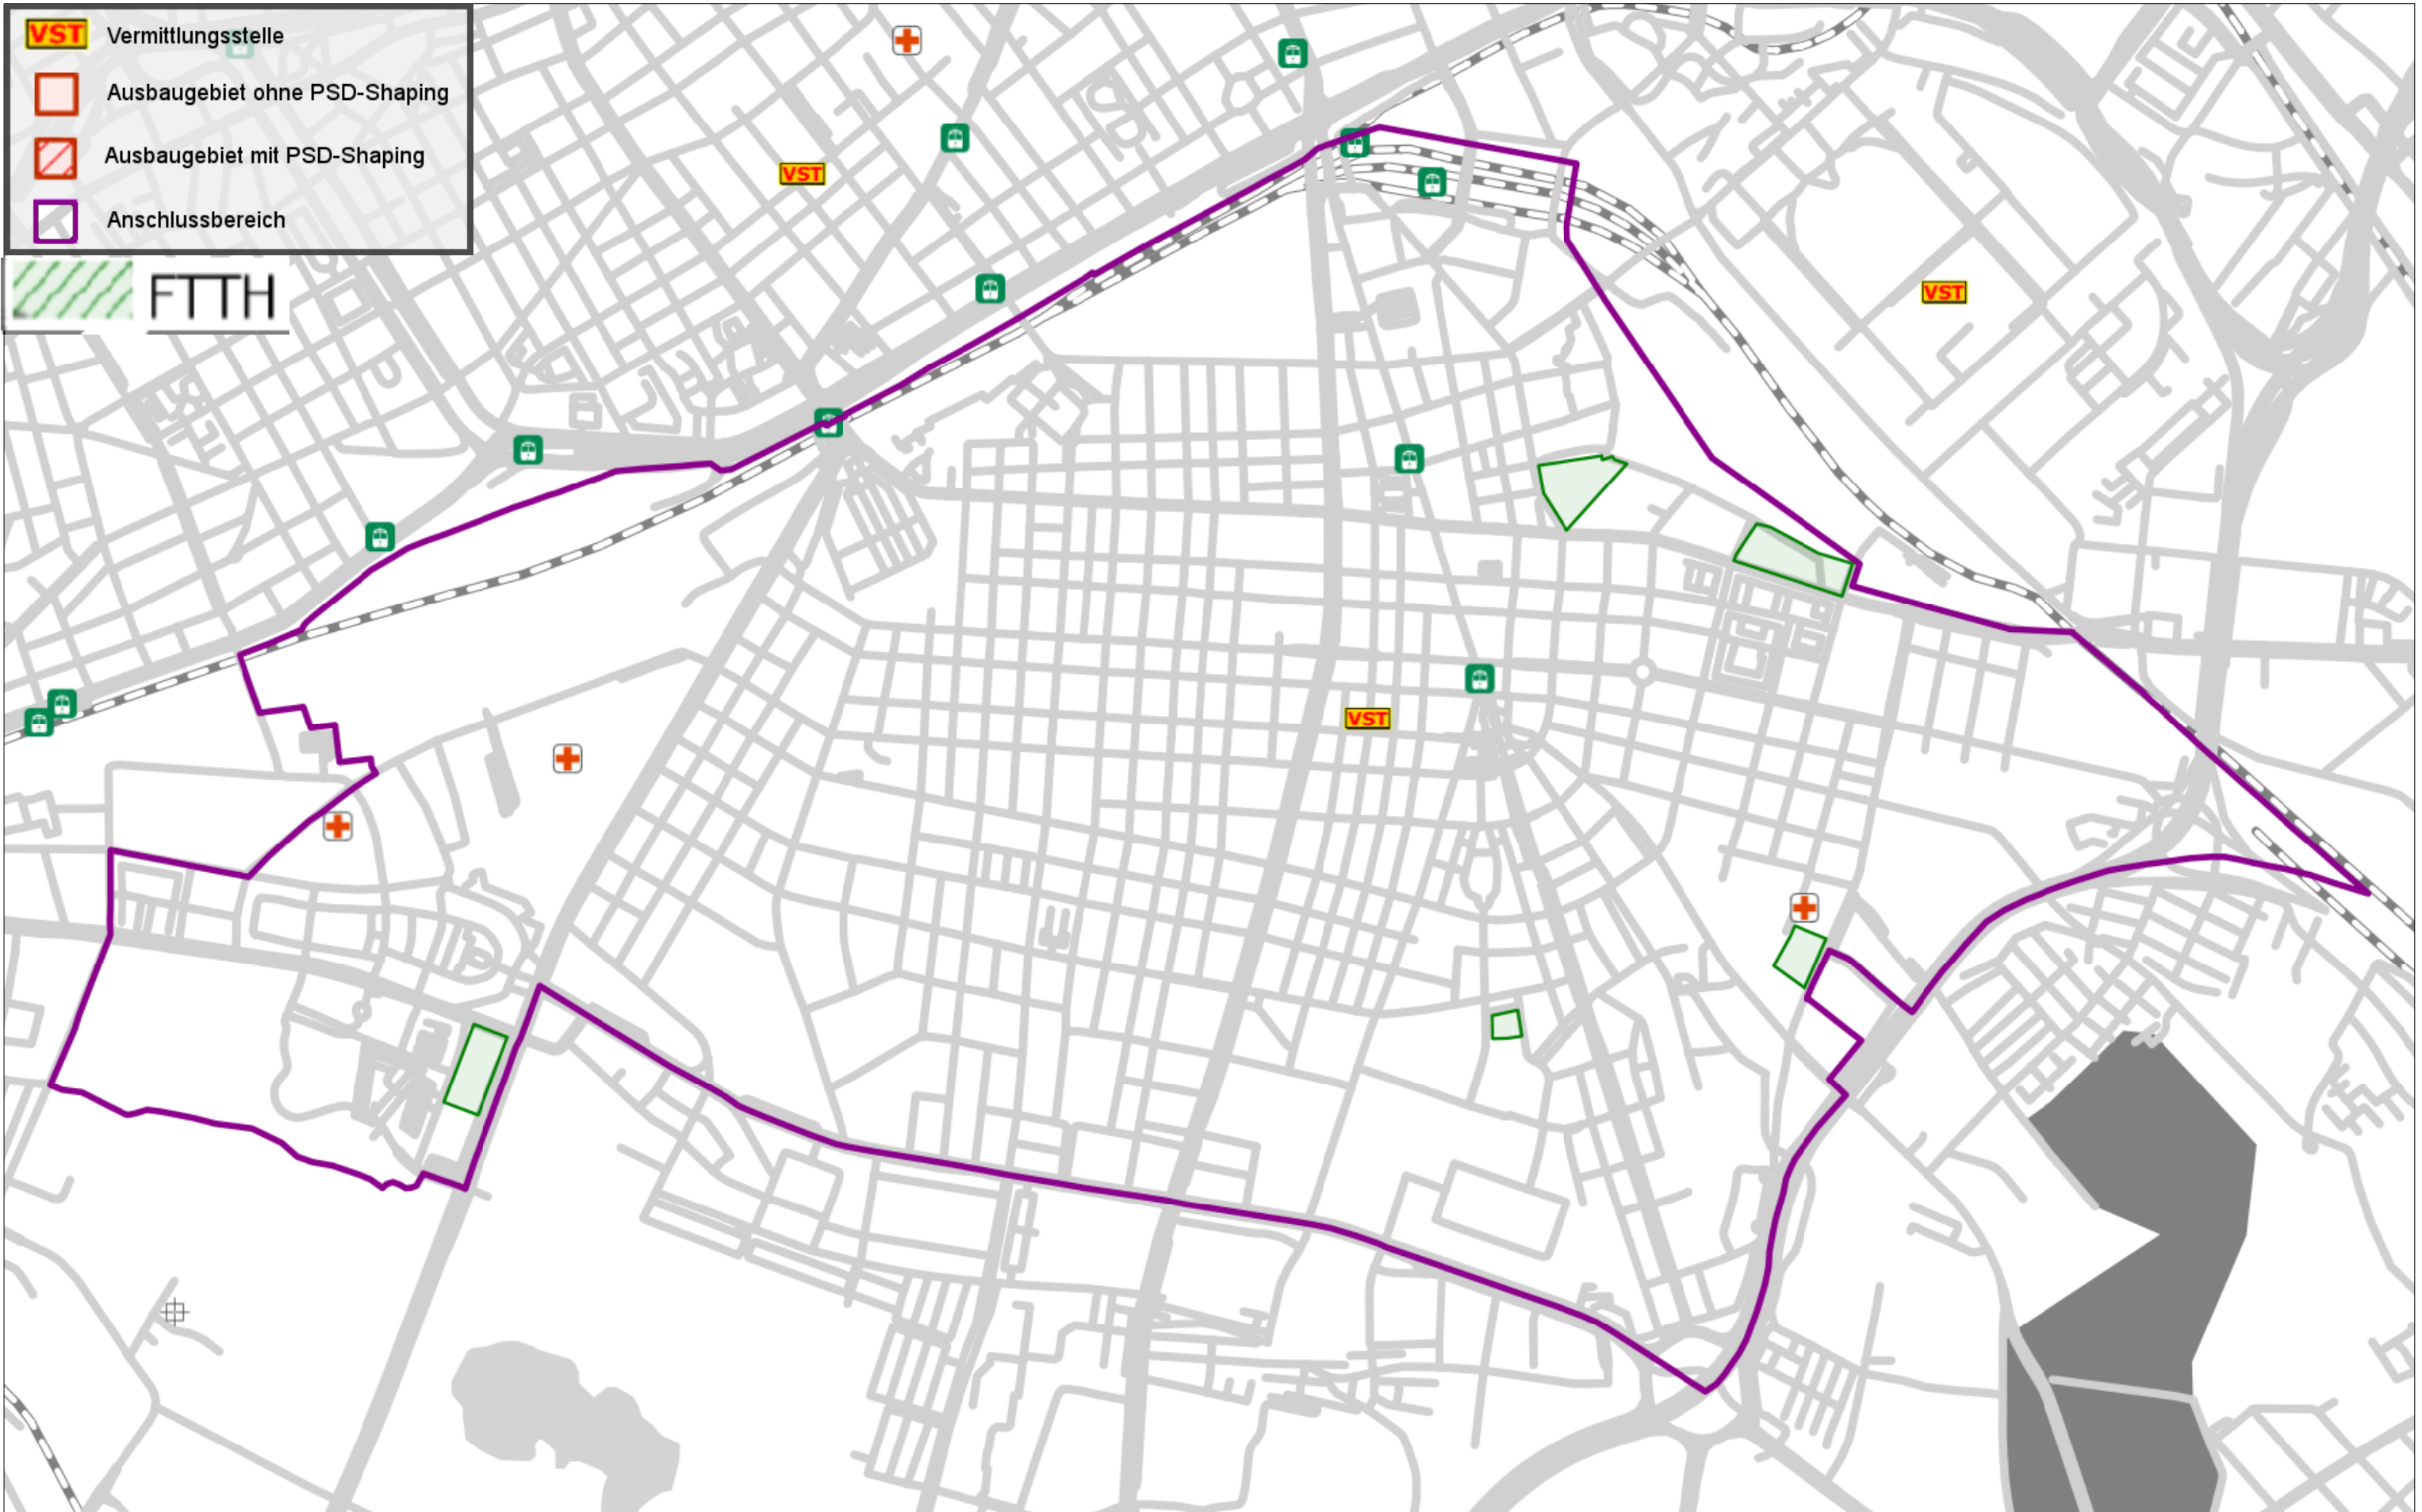 VST Vermittlungsstelle
Ausbaugebiet ohne PSD-Shaping
Ausbaugebiet mit PSD-Shaping
Anschlussbereich
FTTH
VST
VST
VST